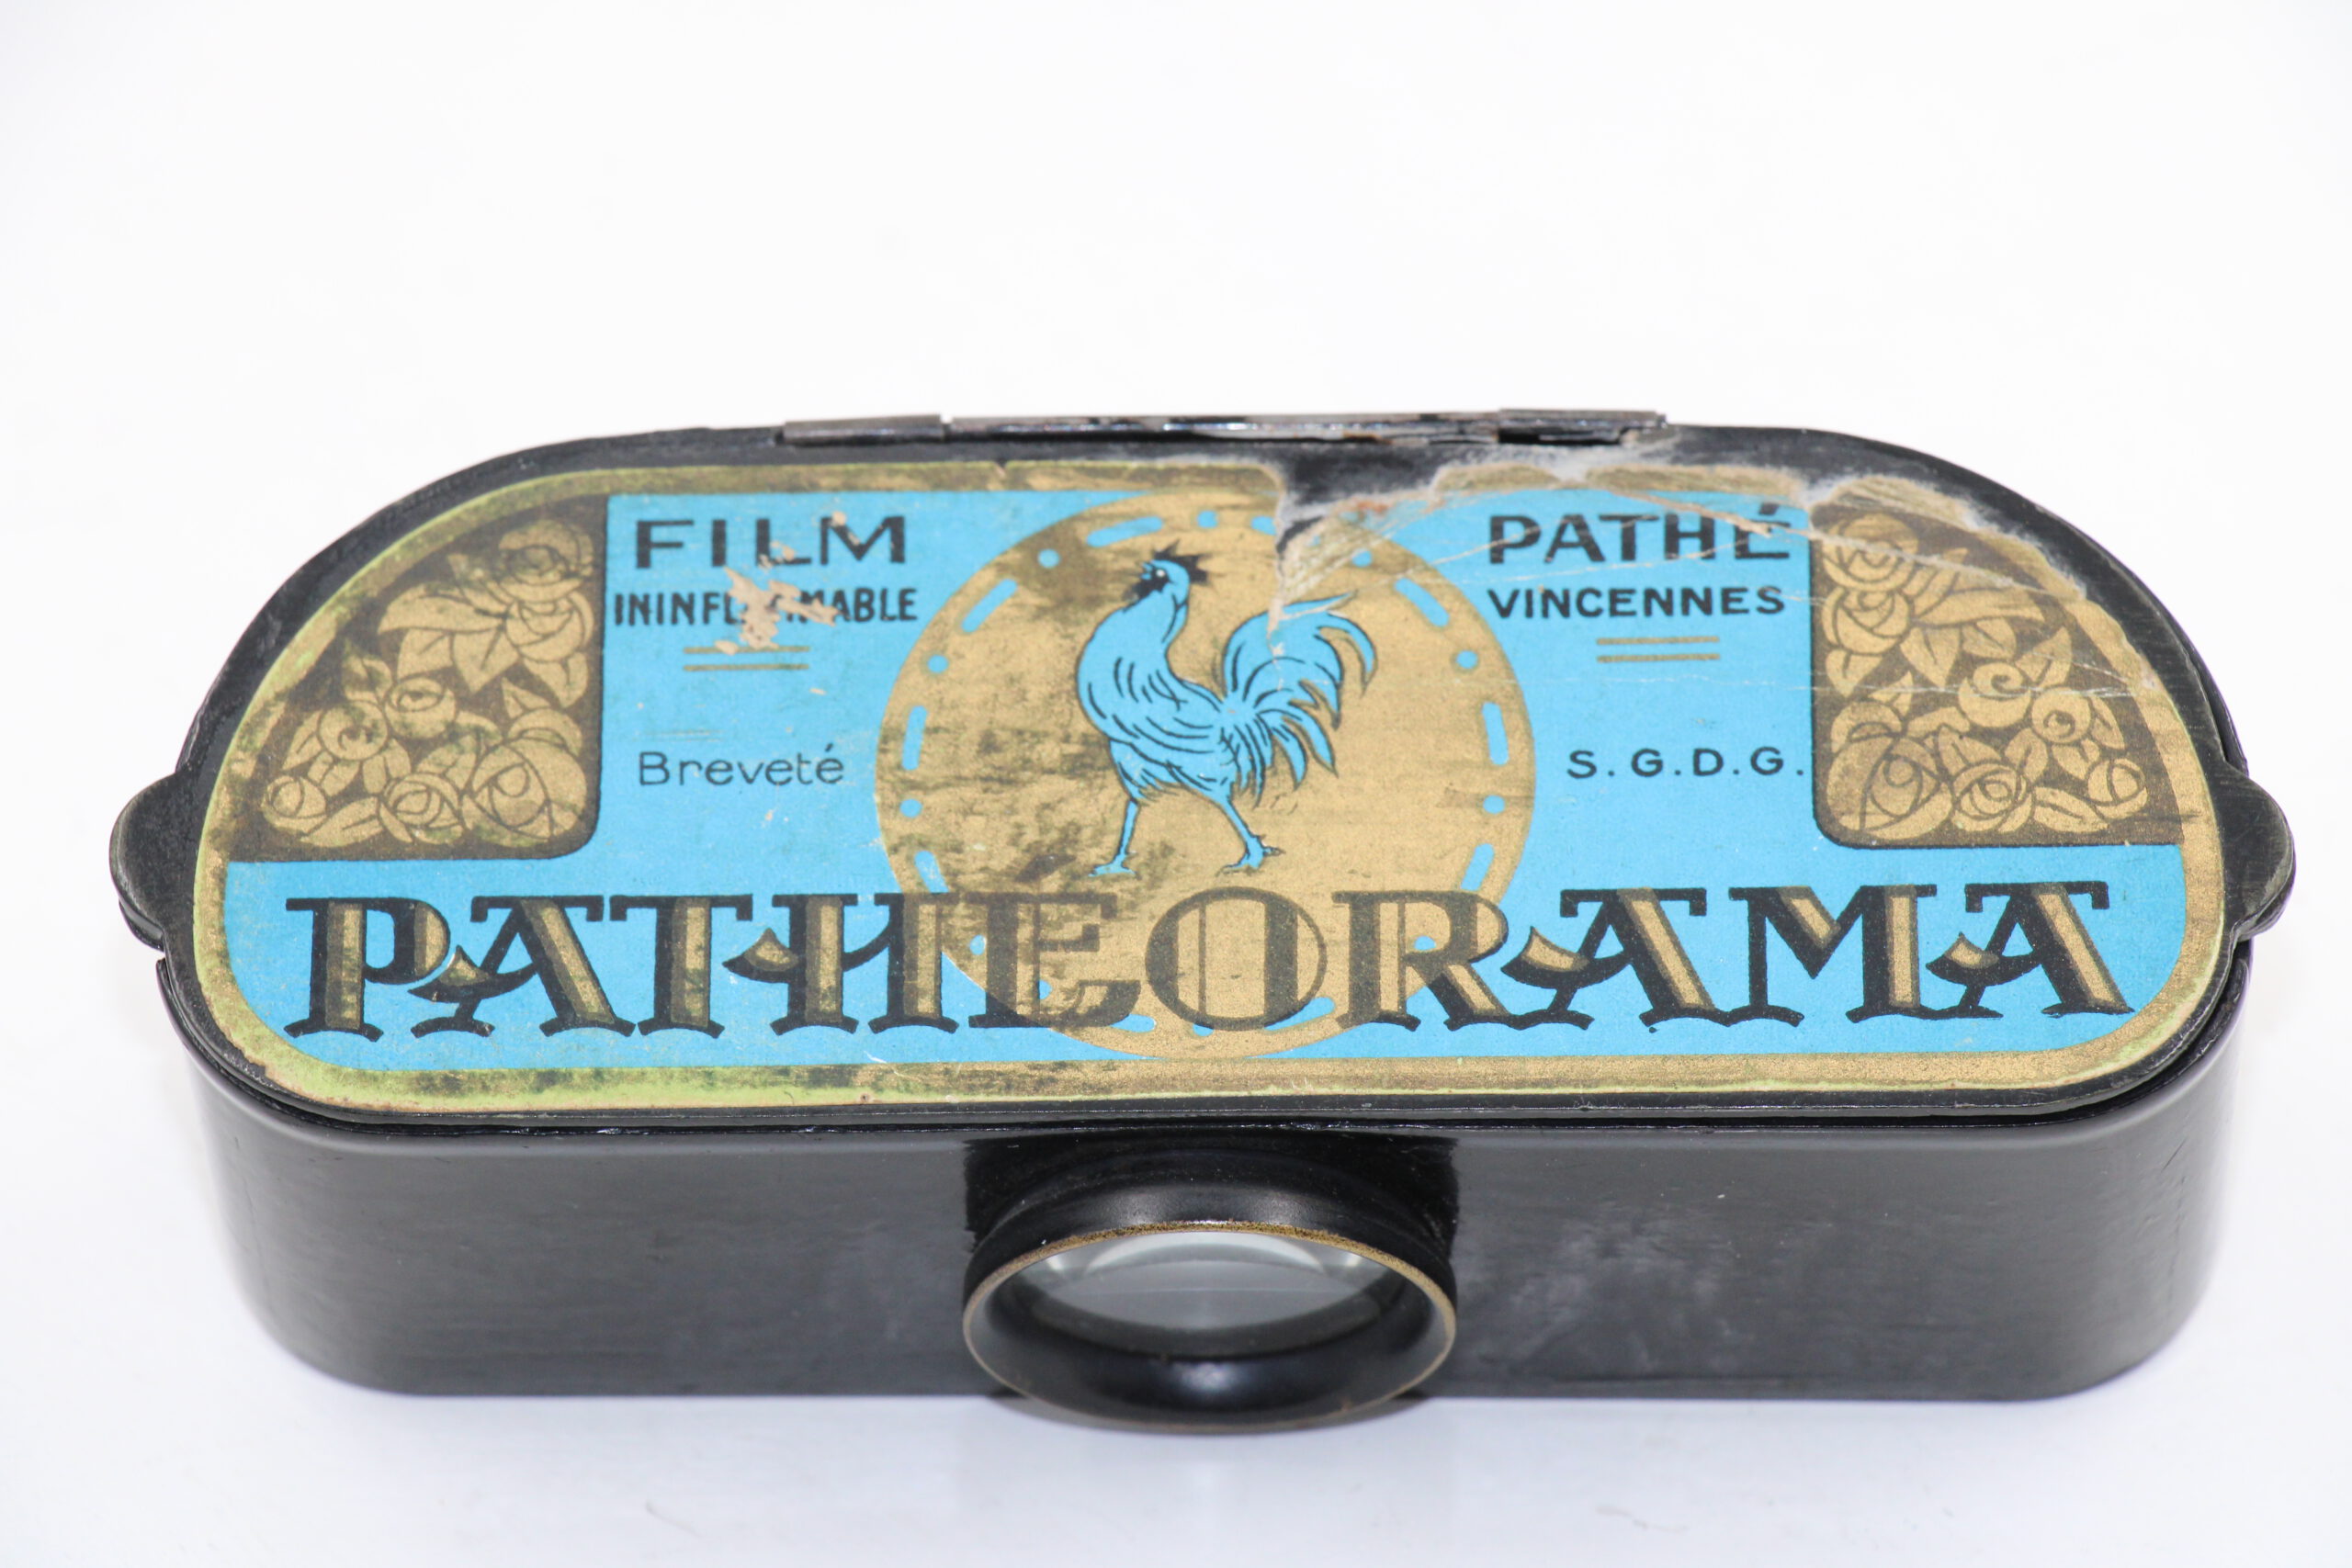 FILM
ININFLAMMABLE
Breveté
PATHÉ
VINCENNES
S.G.D.G.
PATHEORAMA